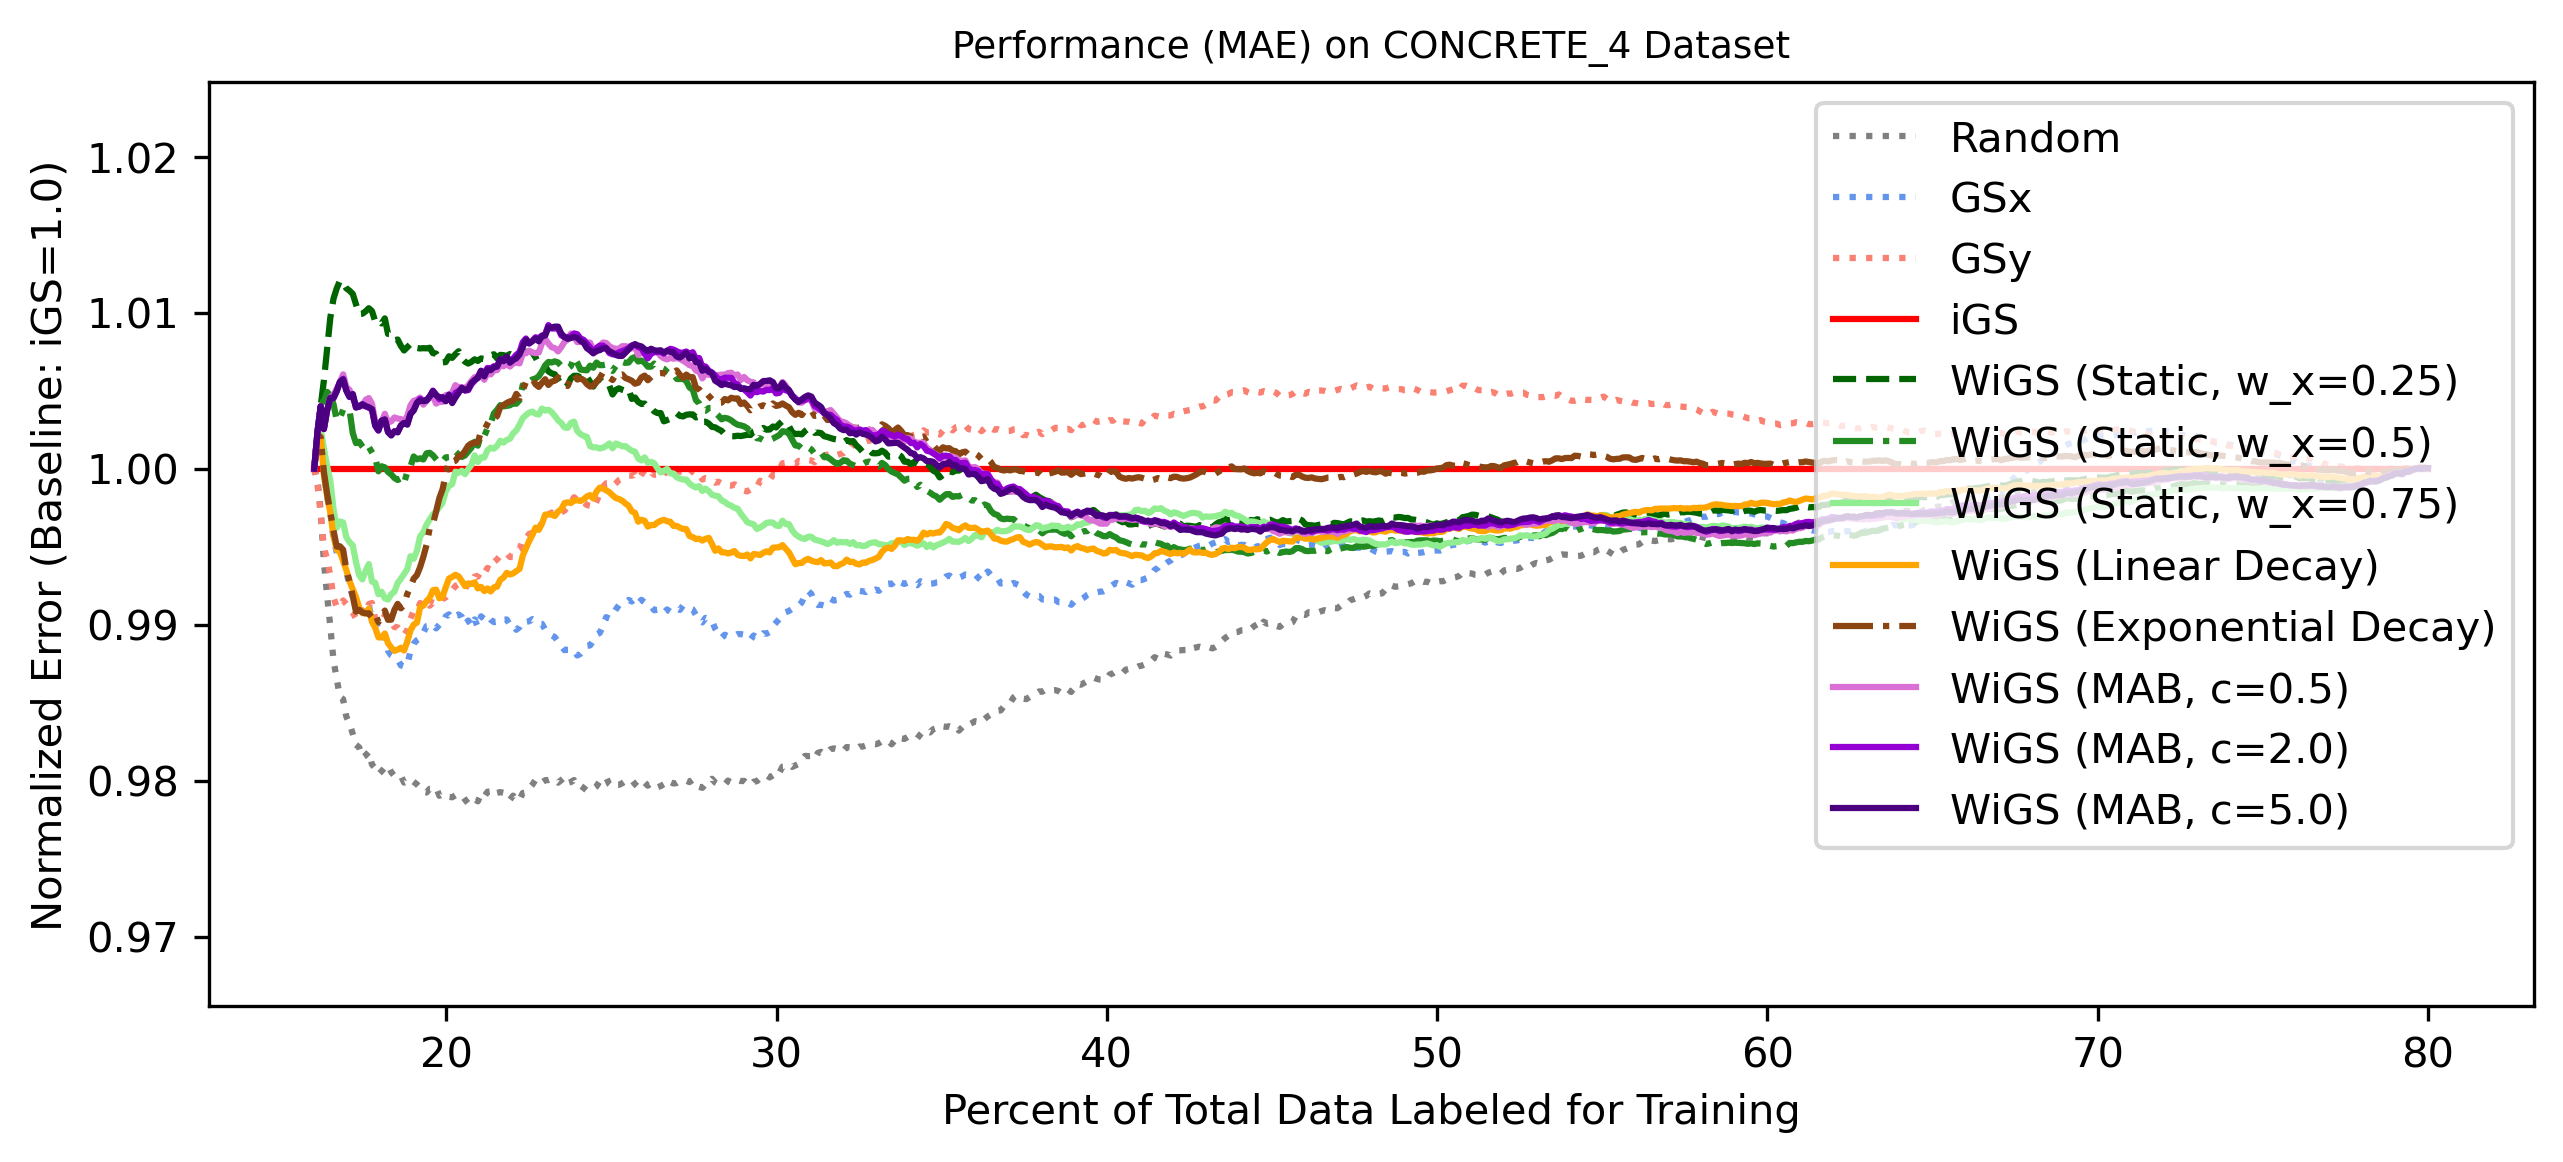 Performance (MAE) on CONCRETE_4 Dataset
Normalized Error (Baseline: iGS=1.0)
1.02
1.01
1.00
0.99
0.98
0.97
Random
GSx
GSy
iGS
WiGS (Static, w_x=0.25)
WiGS (Static, w_x=0.5)
WiGS (Static, w_x=0.75)
WiGS (Linear Decay)
WiGS (Exponential Decay)
WiGS (MAB, c=0.5)
WiGS (MAB, c=2.0)
WiGS (MAB, c=5.0)
20 30 40 50 60 70 80
Percent of Total Data Labeled for Training